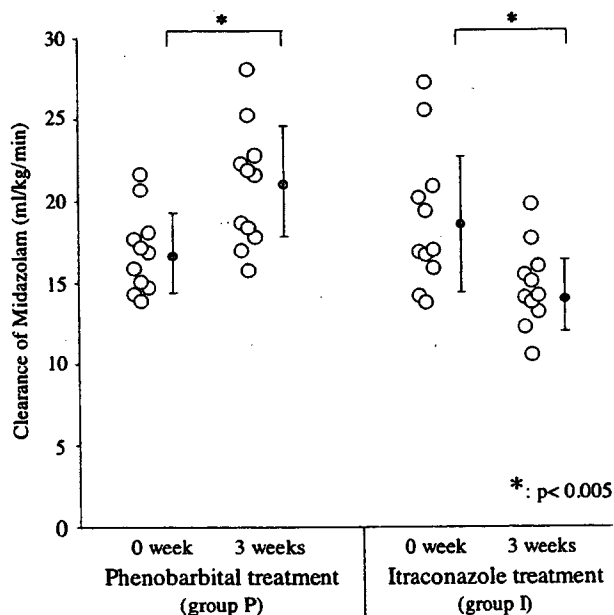 *
*
30
25
20
15
10
5
0
Clearance of Midazolam (ml/kg/min)
*: p< 0.005
0 week 3 weeks 0 week 3 weeks
Phenobarbital treatment Itraconazole treatment
(group P) (group I)